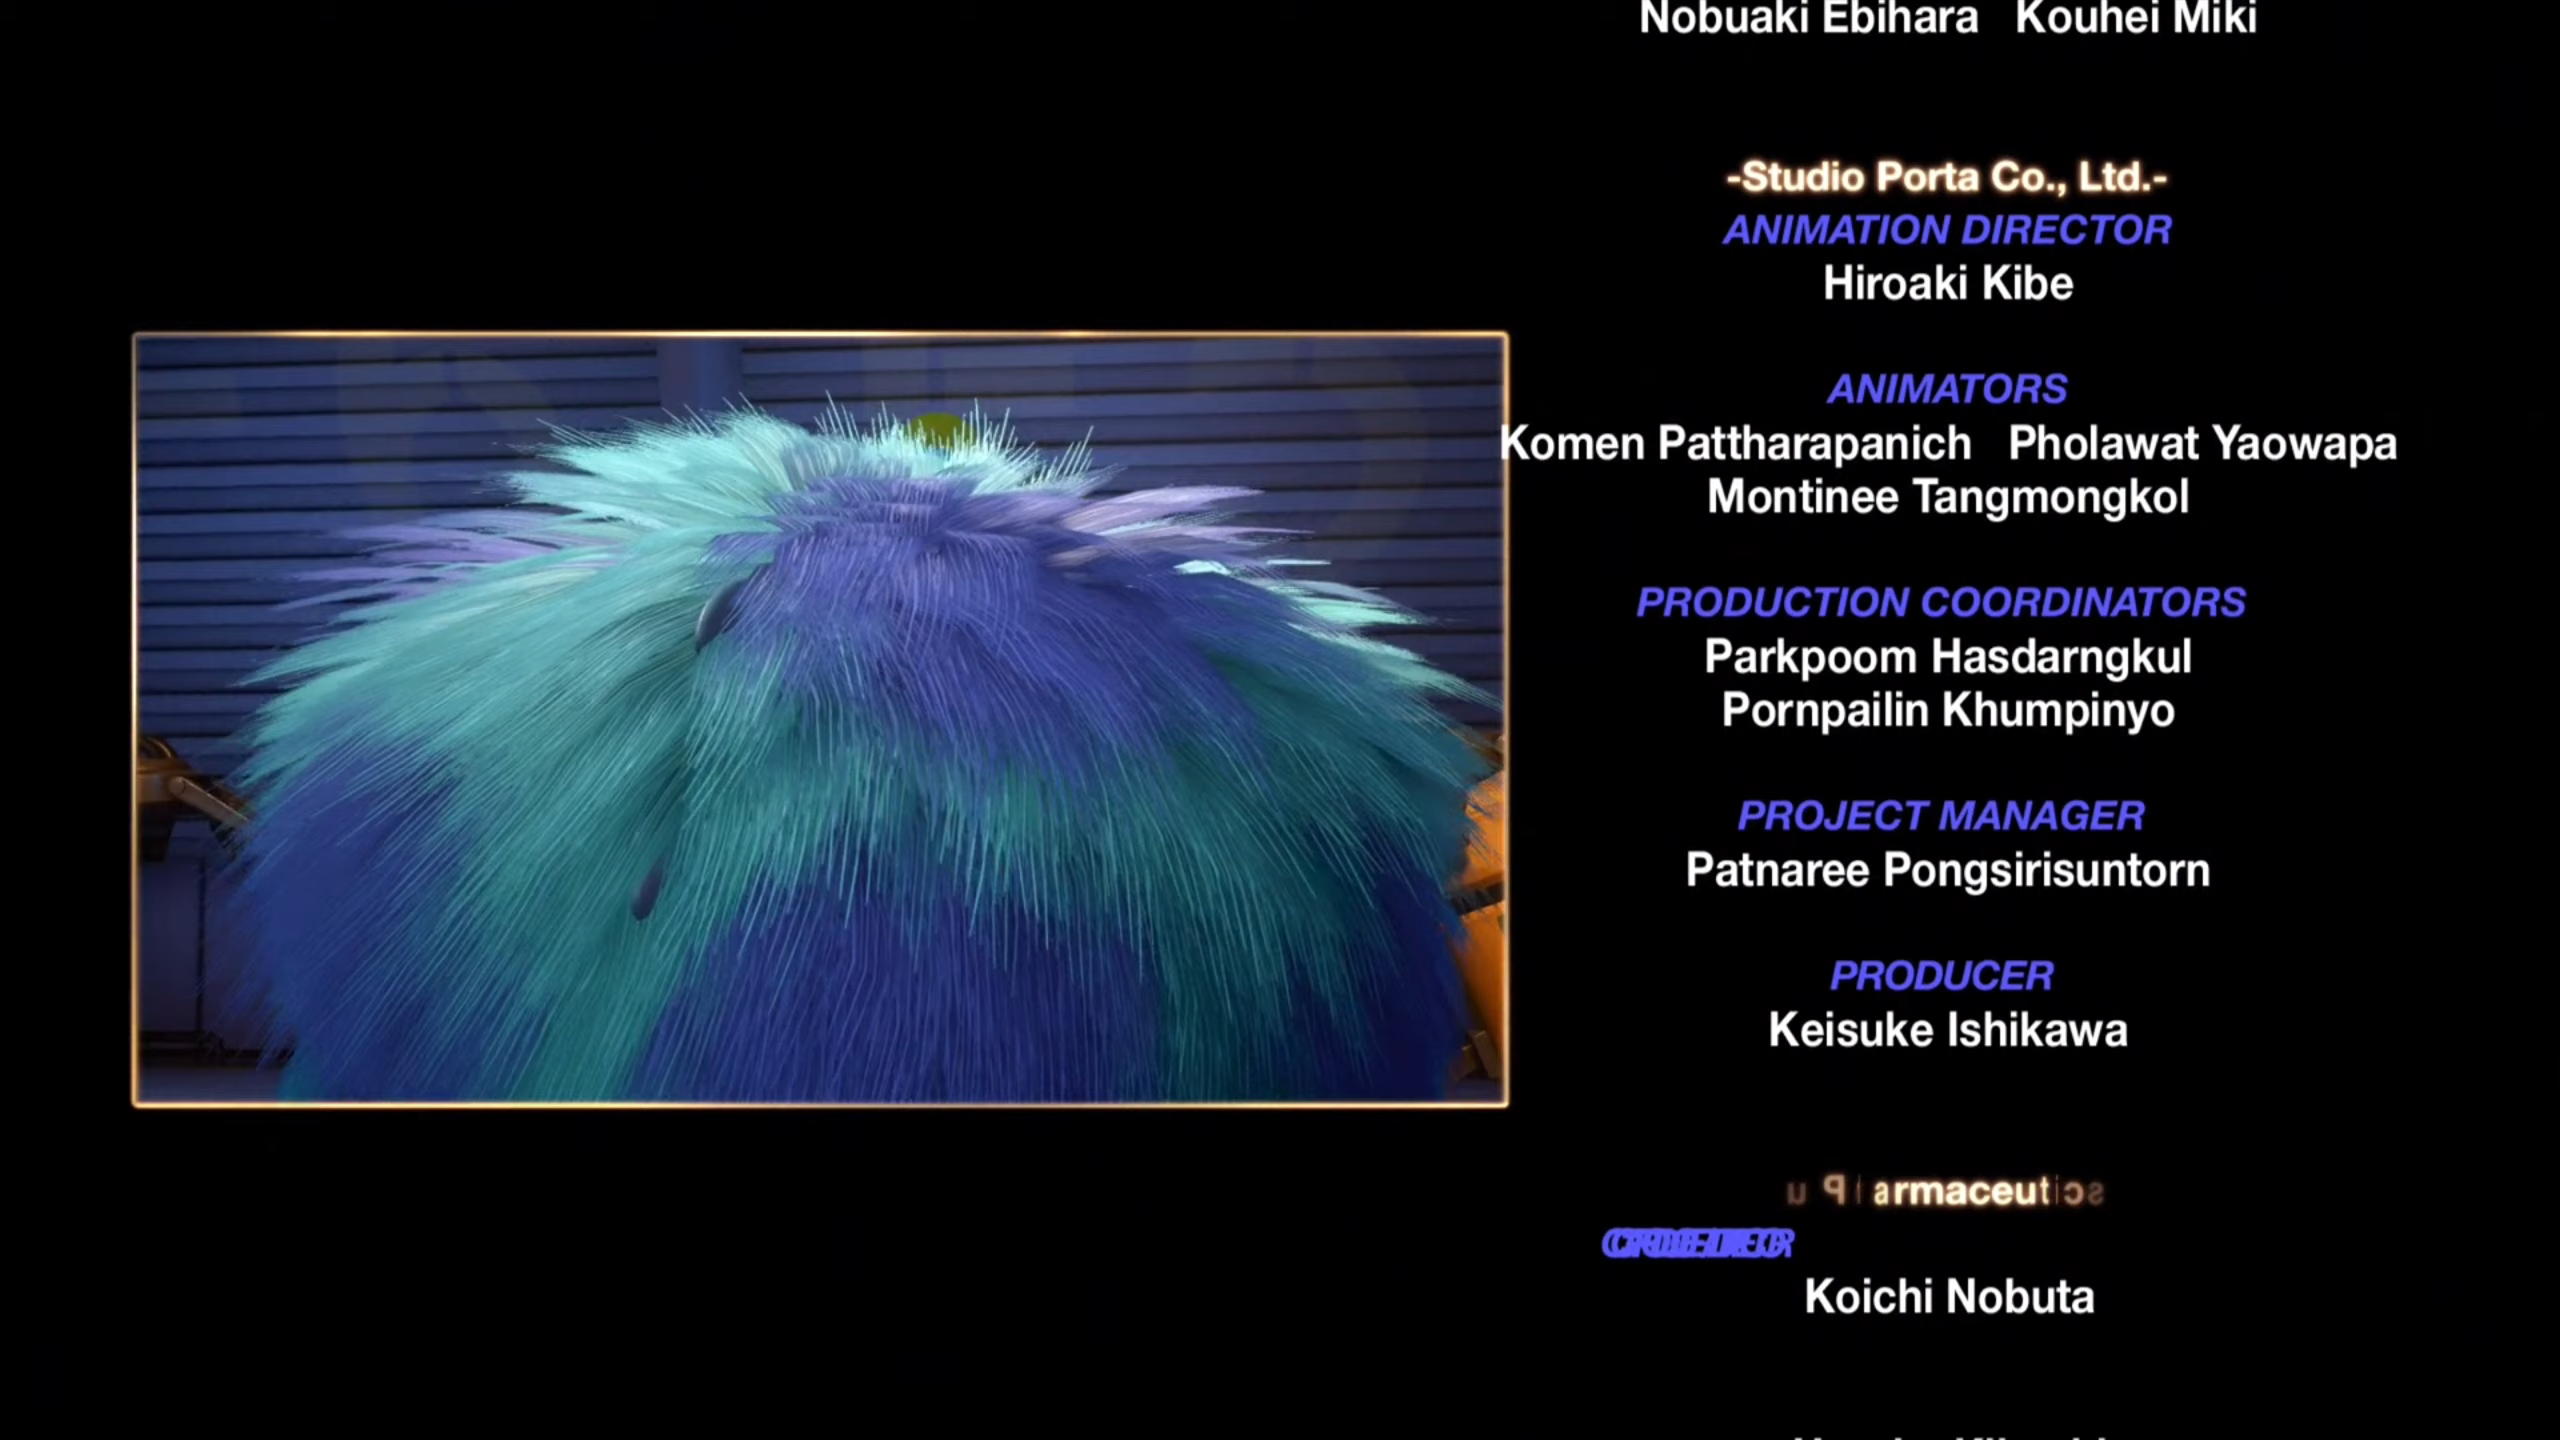 Nobuaki Ebihara Kouhei Miki
-Studio Porta Co., Ltd.-
ANIMATION DIRECTOR
Hiroaki Kibe
ANIMATORS
Komen Pattharapanich Pholawat Yaowapa
Montinee Tangmongkol
PRODUCTION COORDINATORS
Parkpoom Hasdarngkul
Pornpailin Khumpinyo
PROJECT MANAGER
Patnaree Pongsirisuntorn
PRODUCER
Keisuke Ishikawa
Koichi Nobuta